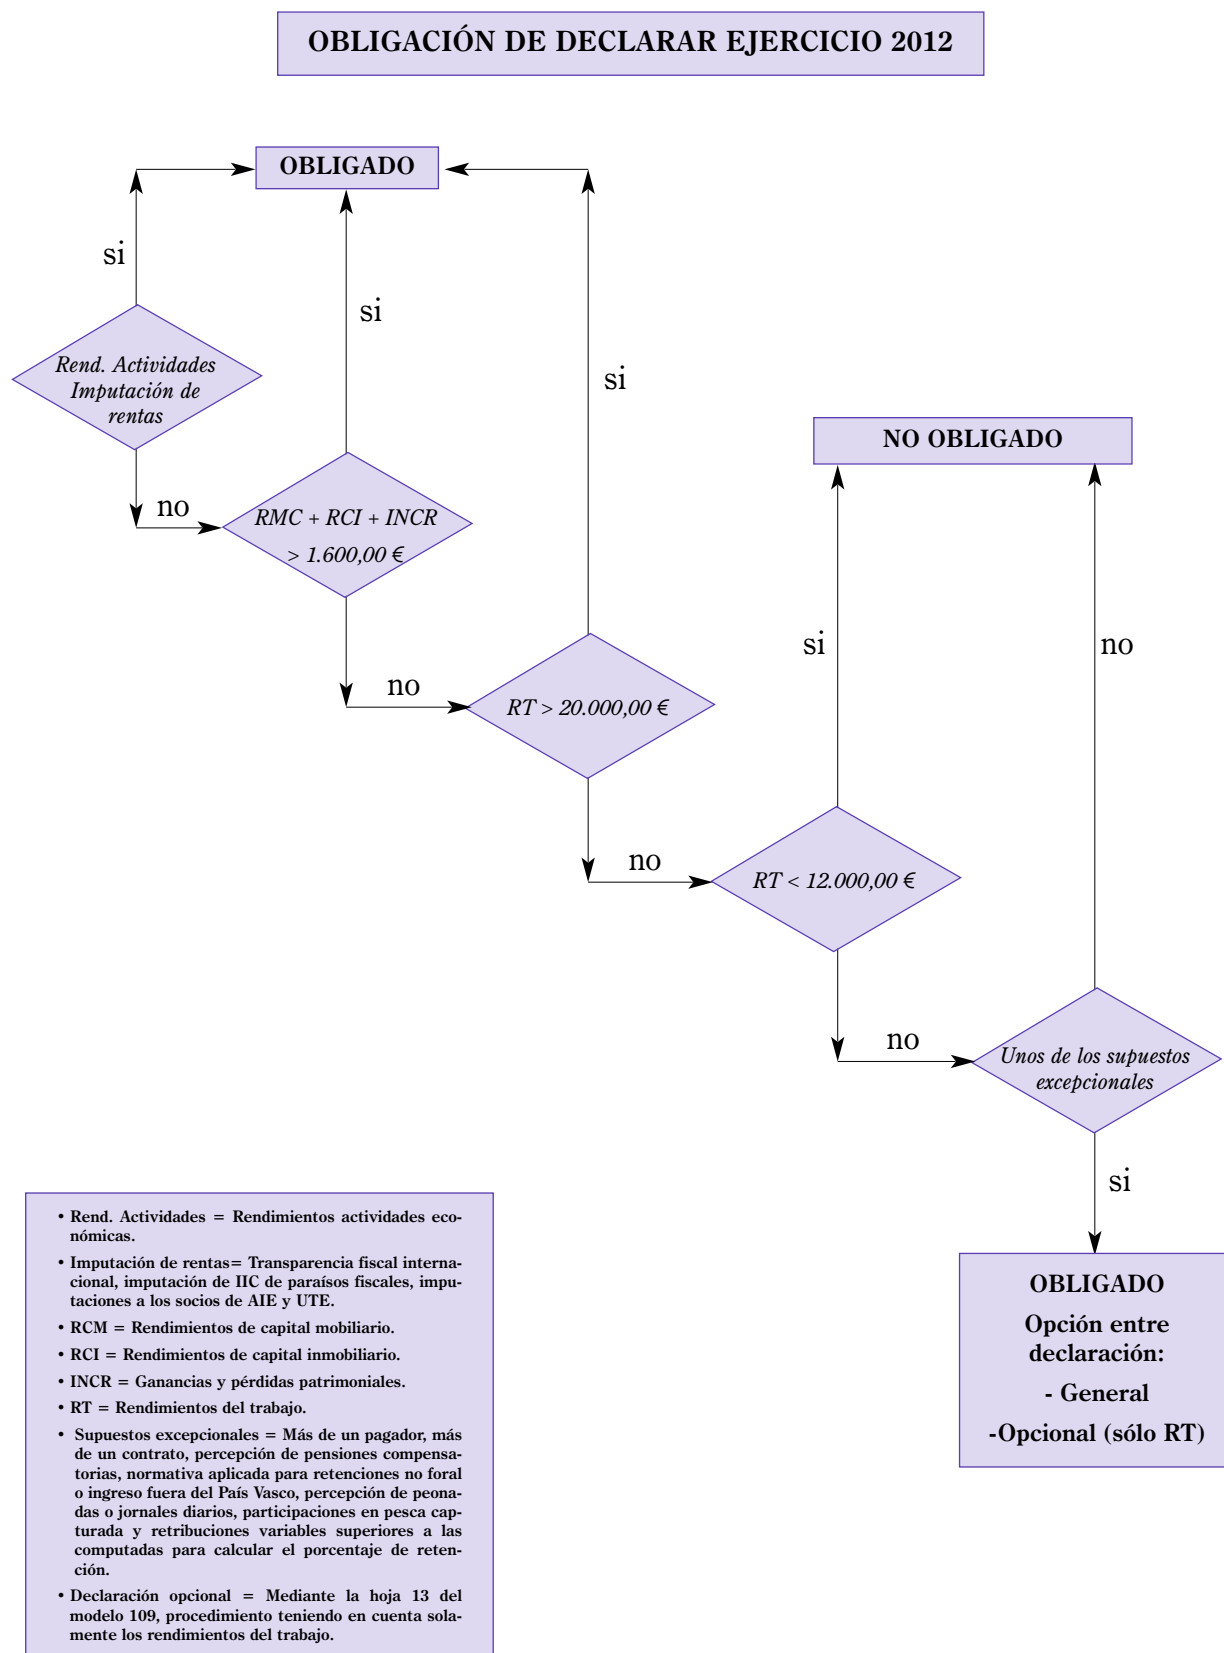 OBLIGACIÓN DE DECLARAR EJERCICIO 2012
OBLIGADO
si
si
si
Rend. Actividades
Imputación de
rentas
no
RMC + RCI + INCR
> 1.600,00 €
no
RT > 20.000,00 €
NO OBLIGADO
si
no
no
RT < 12.000,00 €
no
Unos de los supuestos
excepcionales
si
OBLIGADO
Opción entre
declaración:
- General
-Opcional (sólo RT)
• Rend. Actividades = Rendimientos actividades eco-
nómicas.
• Imputación de rentas= Transparencia fiscal interna-
cional, imputación de IIC de paraísos fiscales, impu-
taciones a los socios de AIE y UTE.
• RCM = Rendimientos de capital mobiliario.
• RCI = Rendimientos de capital inmobiliario.
• INCR = Ganancias y pérdidas patrimoniales.
• RT = Rendimientos del trabajo.
• Supuestos excepcionales = Más de un pagador, más
de un contrato, percepción de pensiones compensa-
torias, normativa aplicada para retenciones no foral
o ingreso fuera del País Vasco, percepción de peona-
das o jornales diarios, participaciones en pesca cap-
turada y retribuciones variables superiores a las
computadas para calcular el porcentaje de reten-
ción.
• Declaración opcional = Mediante la hoja 13 del
modelo 109, procedimiento teniendo en cuenta sola-
mente los rendimientos del trabajo.